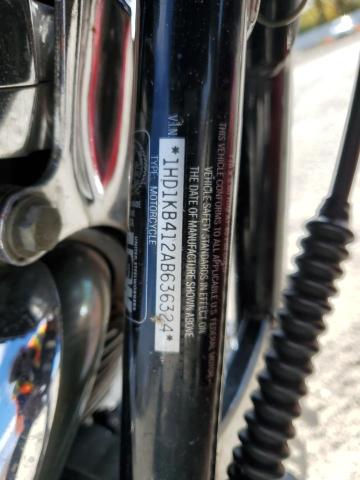 THIS VEHICLE CONFORMS TO ALL APPLICABLE U.S. FEDERAL MOTOR
VEHICLE SAFETY STANDARDS IN EFFECT ON
THE DATE OF MANUFACTURE SHOWN ABOVE
VIN
*1HD1KB412AB636324*
TYPE: MOTORCYCLE